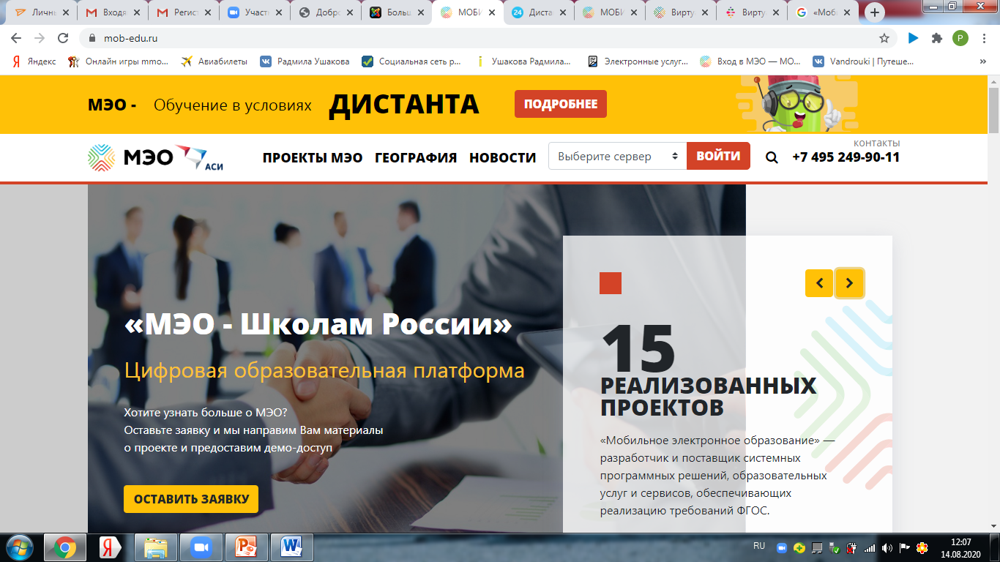 Личнь
Входя
Регист
Участ
Добро
Больш
МОБИ
Диста
МОБИ
Вирту
Вирту
«Моб
mob-edu.ru
Яндекс
Онлайн игры mmo...
Авиабилеты
Радмила Ушакова
Социальная сеть р...
Ушакова Радмила...
Электронные услуг...
Вход в МЭО — МО...
Vandrouki | Путеше...
МЭО - Обучение в условиях ДИСТАНТА
ПОДРОБНЕЕ
МЭО
АСИ
ПРОЕКТЫ МЭО
ГЕОГРАФИЯ
НОВОСТИ
Выберите сервер
ВОЙТИ
контакты
+7 495 249-90-11
«МЭО - Школам России»
Цифровая образовательная платформа
Хотите узнать больше о МЭО?
Оставьте заявку и мы направим Вам материалы
о проекте и предоставим демо-доступ
ОСТАВИТЬ ЗАЯВКУ
15
РЕАЛИЗОВАННЫХ
ПРОЕКТОВ
«Мобильное электронное образование» —
разработчик и поставщик системных
программных решений, образовательных
услуг и сервисов, обеспечивающих
реализацию требований ФГОС.
RU
12:07
14.08.2020